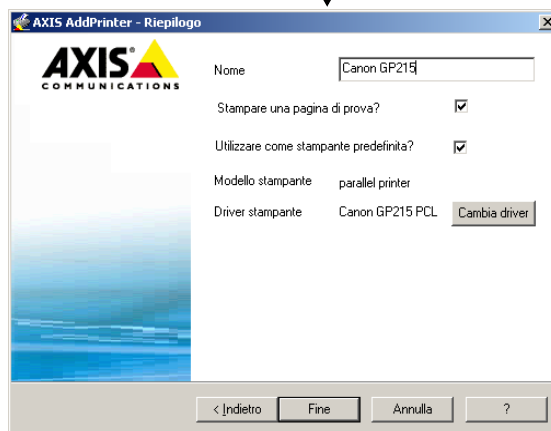 AXIS AddPrinter - Riepilogo
AXIS
COMMUNICATIONS
Nome Canon GP215
Stampare una pagina di prova?
Utilizzare come stampante predefinita?
Modello stampante parallel printer
Driver stampante Canon GP215 PCL Cambia driver
< Indietro Fine Annulla ?